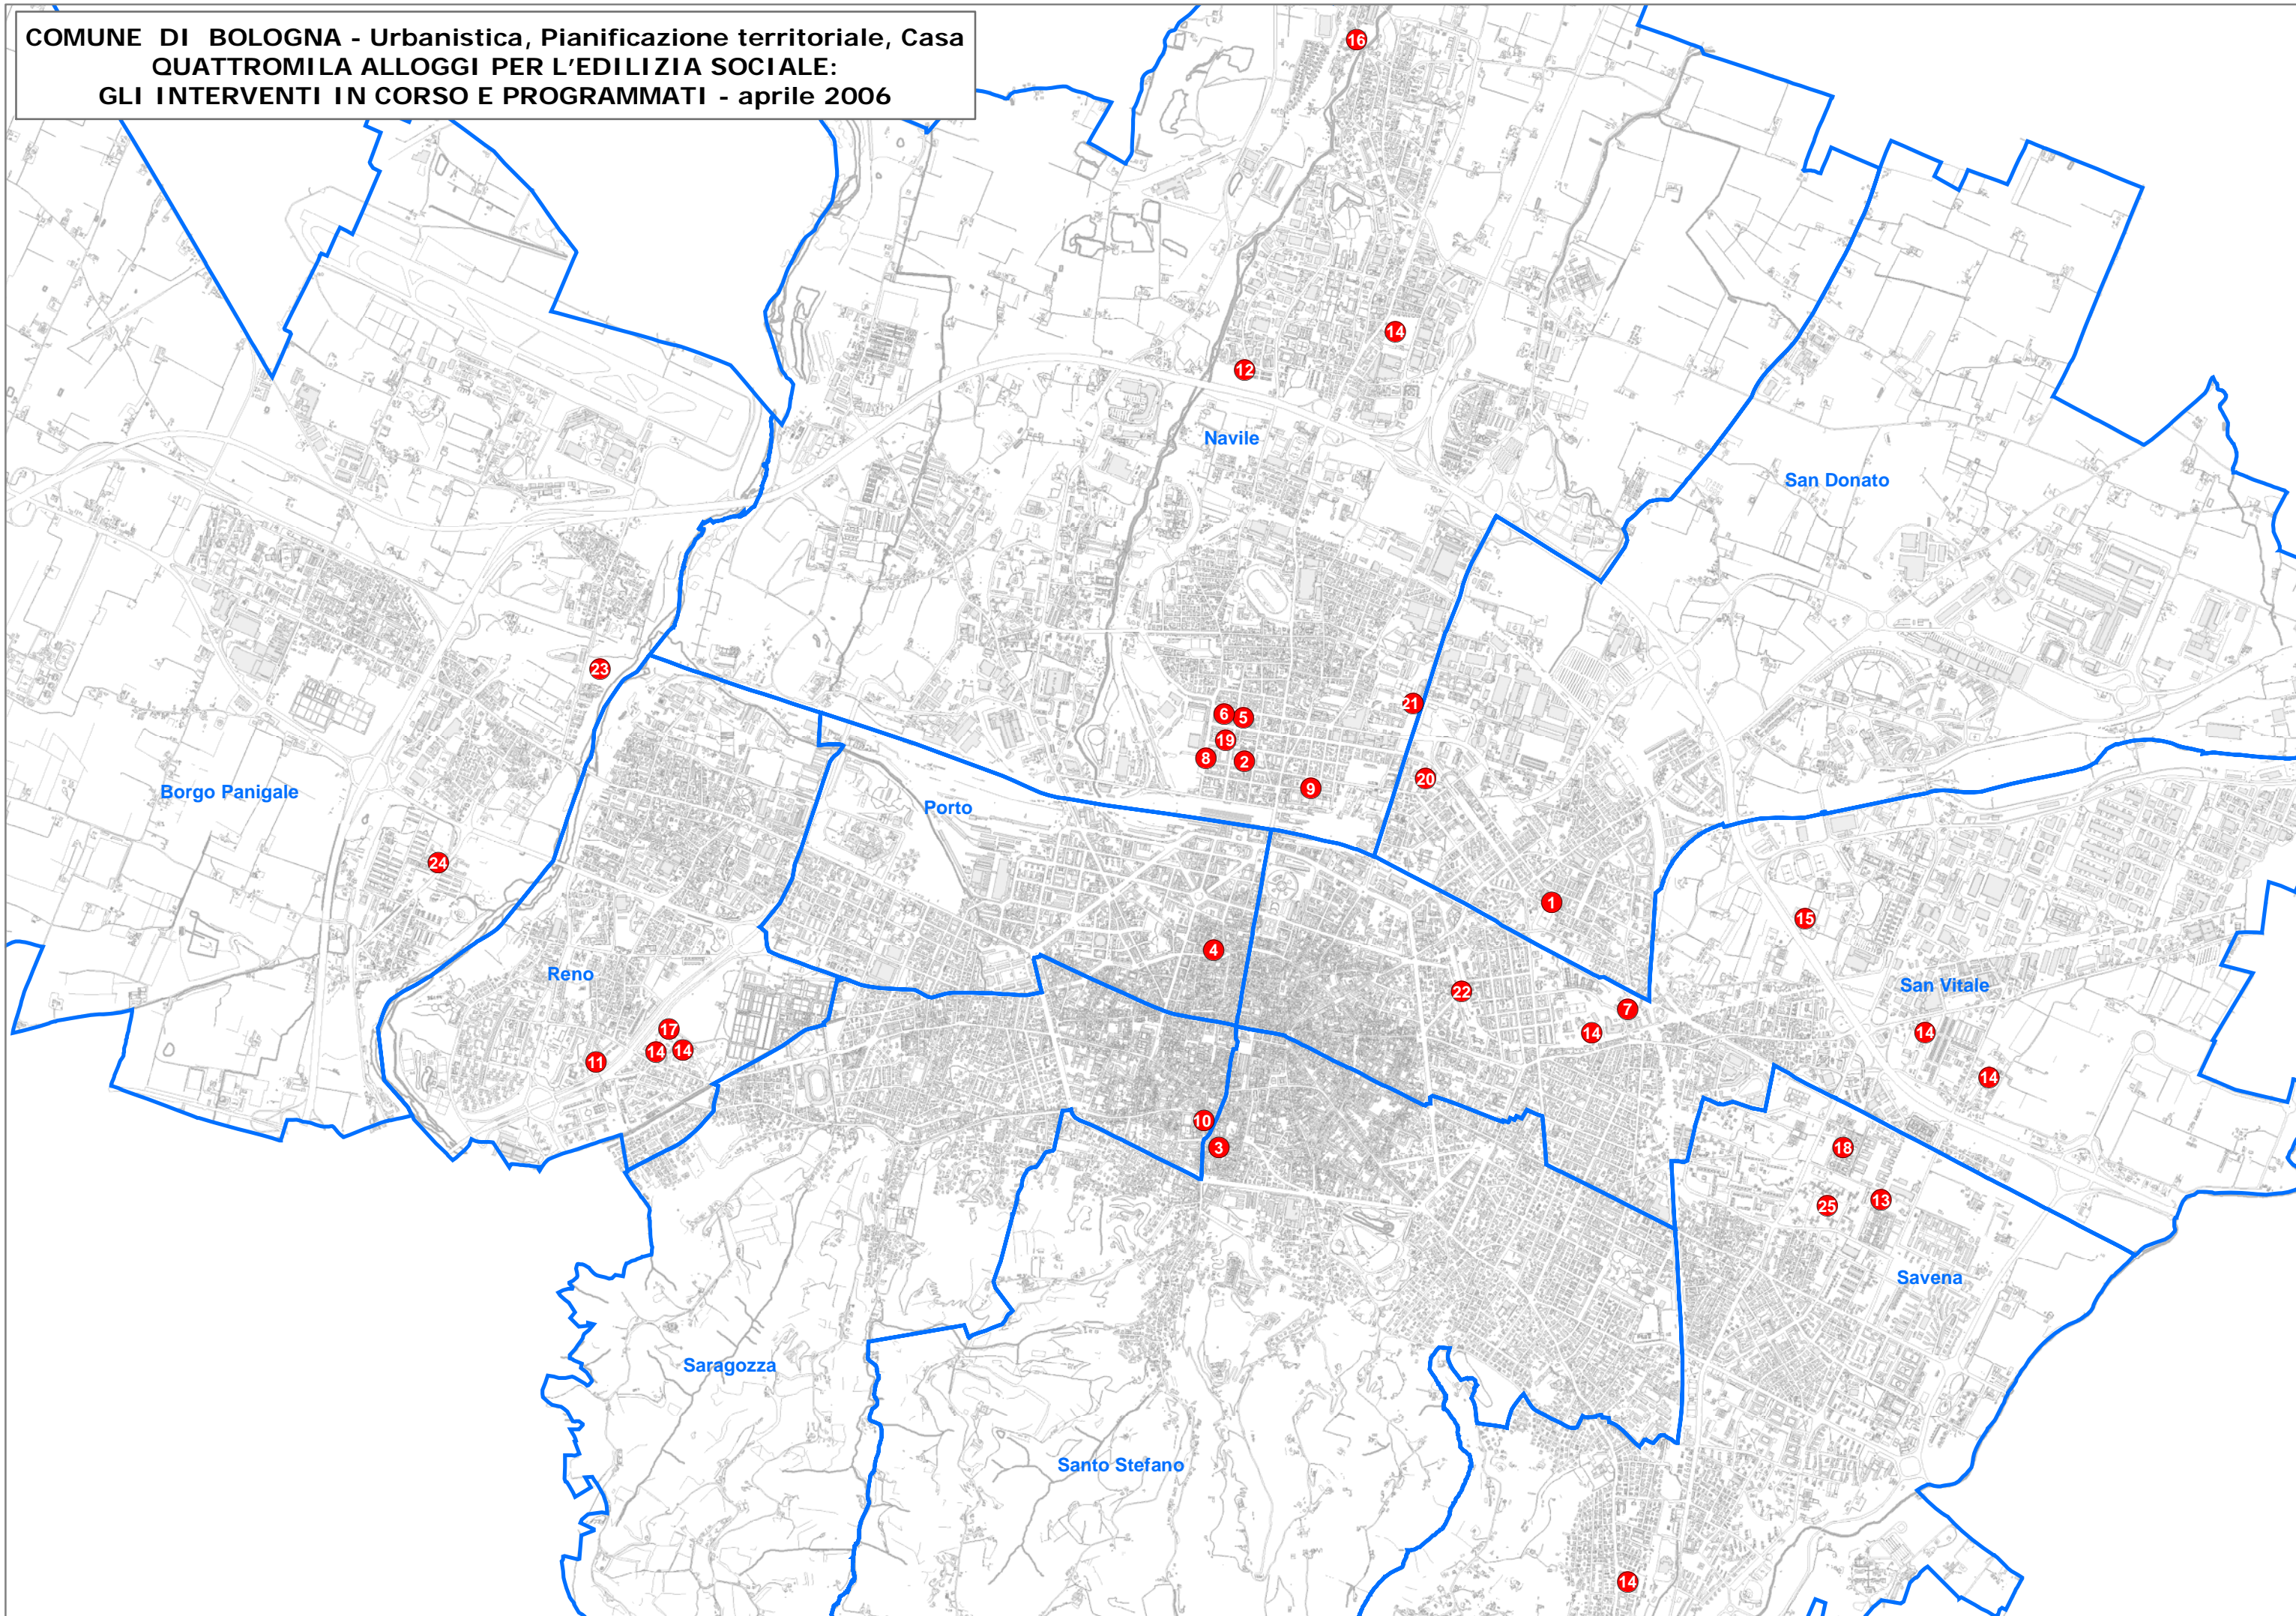 COMUNE DI BOLOGNA - Urbanistica, Pianificazione territoriale, Casa
QUATTROMILA ALLOGGI PER L'EDILIZIA SOCIALE:
GLI INTERVENTI IN CORSO E PROGRAMMATI - aprile 2006
16
14
12
Navile
San Donato
23
21
6
5
19
8
2
20
9
Borgo Panigale
Porto
24
1
15
4
Reno
San Vitale
22
7
17
14
14
11
14
14
14
10
3
18
13
25
Savena
Saragozza
Santo Stefano
14